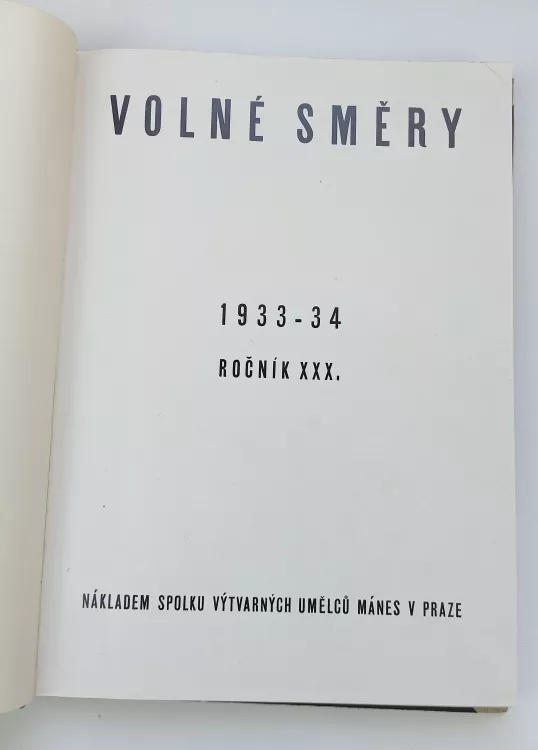 VOLNÉ SMĚRY
1933-34
ROČNÍK XXX.
NÁKLADEM SPOLKU VÝTVARNÝCH UMĚLCŮ MÁNES V PRAZE